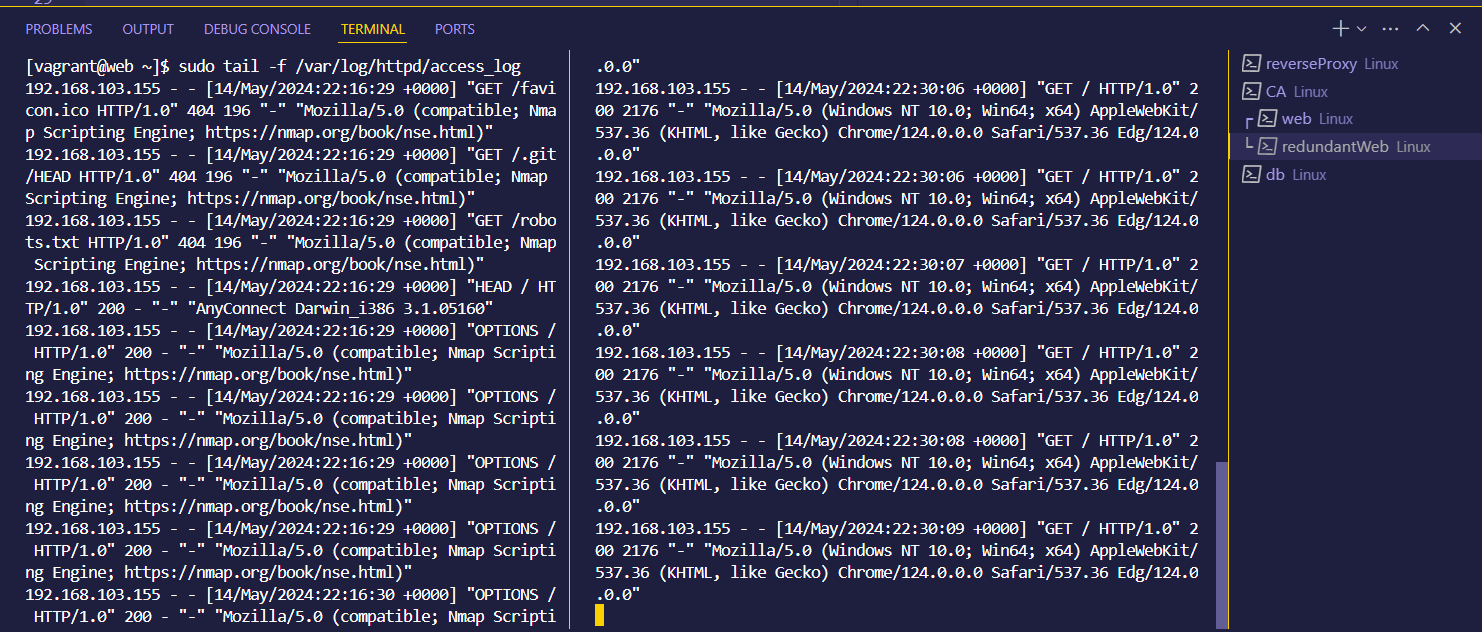 29
PROBLEMS OUTPUT DEBUG CONSOLE TERMINAL PORTS
[vagrant@web ~]$ sudo tail -f /var/log/httpd/access_log
192.168.103.155 - - [14/May/2024:22:16:29 +0000] "GET /favi
con.ico HTTP/1.0" 404 196 "-" "Mozilla/5.0 (compatible; Nma
p Scripting Engine; https://nmap.org/book/nse.html)"
192.168.103.155 - - [14/May/2024:22:16:29 +0000] "GET /.git
/HEAD HTTP/1.0" 404 196 "-" "Mozilla/5.0 (compatible; Nmap
Scripting Engine; https://nmap.org/book/nse.html)"
192.168.103.155 - - [14/May/2024:22:16:29 +0000] "GET /robo
ts.txt HTTP/1.0" 404 196 "-" "Mozilla/5.0 (compatible; Nmap
 Scripting Engine; https://nmap.org/book/nse.html)"
192.168.103.155 - - [14/May/2024:22:16:29 +0000] "HEAD / HT
TP/1.0" 200 - "-" "AnyConnect Darwin_i386 3.1.05160"
192.168.103.155 - - [14/May/2024:22:16:29 +0000] "OPTIONS /
 HTTP/1.0" 200 - "-" "Mozilla/5.0 (compatible; Nmap Scripti
ng Engine; https://nmap.org/book/nse.html)"
192.168.103.155 - - [14/May/2024:22:16:29 +0000] "OPTIONS /
 HTTP/1.0" 200 - "-" "Mozilla/5.0 (compatible; Nmap Scripti
ng Engine; https://nmap.org/book/nse.html)"
192.168.103.155 - - [14/May/2024:22:16:29 +0000] "OPTIONS /
 HTTP/1.0" 200 - "-" "Mozilla/5.0 (compatible; Nmap Scripti
ng Engine; https://nmap.org/book/nse.html)"
192.168.103.155 - - [14/May/2024:22:16:29 +0000] "OPTIONS /
 HTTP/1.0" 200 - "-" "Mozilla/5.0 (compatible; Nmap Scripti
ng Engine; https://nmap.org/book/nse.html)"
192.168.103.155 - - [14/May/2024:22:16:30 +0000] "OPTIONS /
 HTTP/1.0" 200 - "-" "Mozilla/5.0 (compatible; Nmap Scripti
.0.0"
192.168.103.155 - - [14/May/2024:22:30:06 +0000] "GET / HTTP/1.0" 2
00 2176 "-" "Mozilla/5.0 (Windows NT 10.0; Win64; x64) AppleWebKit/
537.36 (KHTML, like Gecko) Chrome/124.0.0.0 Safari/537.36 Edg/124.0
.0.0"
192.168.103.155 - - [14/May/2024:22:30:06 +0000] "GET / HTTP/1.0" 2
00 2176 "-" "Mozilla/5.0 (Windows NT 10.0; Win64; x64) AppleWebKit/
537.36 (KHTML, like Gecko) Chrome/124.0.0.0 Safari/537.36 Edg/124.0
.0.0"
192.168.103.155 - - [14/May/2024:22:30:07 +0000] "GET / HTTP/1.0" 2
00 2176 "-" "Mozilla/5.0 (Windows NT 10.0; Win64; x64) AppleWebKit/
537.36 (KHTML, like Gecko) Chrome/124.0.0.0 Safari/537.36 Edg/124.0
.0.0"
192.168.103.155 - - [14/May/2024:22:30:08 +0000] "GET / HTTP/1.0" 2
00 2176 "-" "Mozilla/5.0 (Windows NT 10.0; Win64; x64) AppleWebKit/
537.36 (KHTML, like Gecko) Chrome/124.0.0.0 Safari/537.36 Edg/124.0
.0.0"
192.168.103.155 - - [14/May/2024:22:30:08 +0000] "GET / HTTP/1.0" 2
00 2176 "-" "Mozilla/5.0 (Windows NT 10.0; Win64; x64) AppleWebKit/
537.36 (KHTML, like Gecko) Chrome/124.0.0.0 Safari/537.36 Edg/124.0
.0.0"
192.168.103.155 - - [14/May/2024:22:30:09 +0000] "GET / HTTP/1.0" 2
00 2176 "-" "Mozilla/5.0 (Windows NT 10.0; Win64; x64) AppleWebKit/
537.36 (KHTML, like Gecko) Chrome/124.0.0.0 Safari/537.36 Edg/124.0
.0.0"
reverseProxy Linux
CA Linux
web Linux
redundantWeb Linux
db Linux